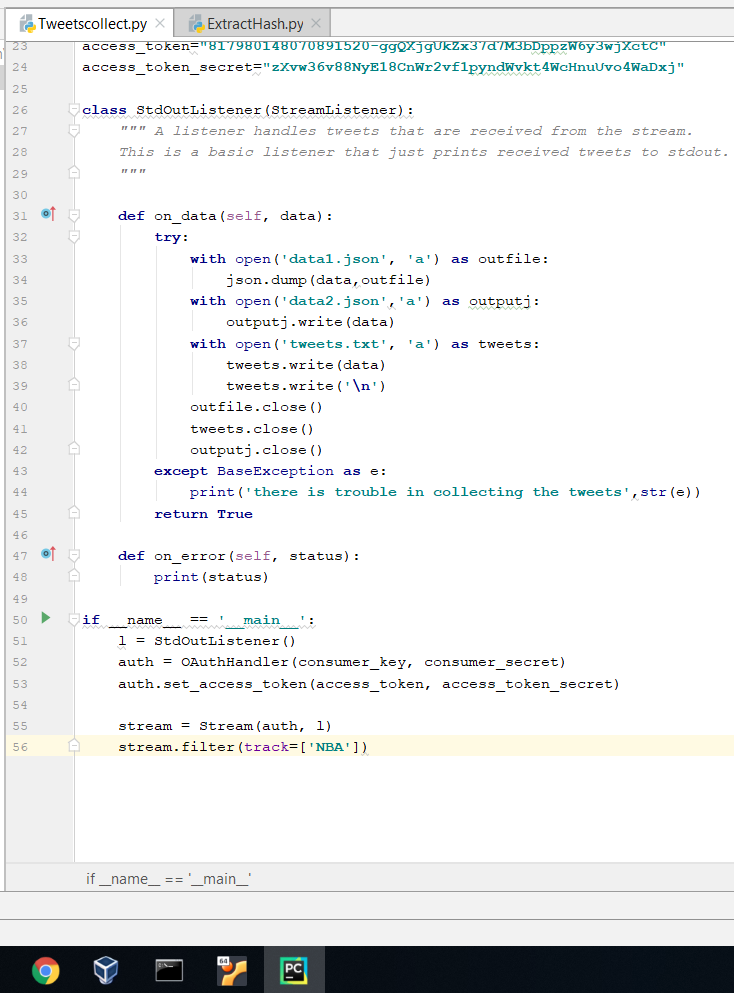 Tweetscollect.py
ExtractHash.py
23 access_token=
24 access_token_secret=
25
26 class StdOutListener(StreamListener):
27 """ A listener handles tweets that are received from the stream.
28 This is a basic listener that just prints received tweets to stdout.
29 """
30
31 def on_data(self, data):
32 try:
33 with open('data1.json', 'a') as outfile:
34 json.dump(data,outfile)
35 with open('data2.json','a') as outputj:
36 outputj.write(data)
37 with open('tweets.txt', 'a') as tweets:
38 tweets.write(data)
39 tweets.write('\n')
40 outfile.close()
41 tweets.close()
42 outputj.close()
43 except BaseException as e:
44 print('there is trouble in collecting the tweets',str(e))
45 return True
46
47 def on_error(self, status):
48 print(status)
49
50 if __name__ == '__main__':
51 l = StdOutListener()
52 auth = OAuthHandler(consumer_key, consumer_secret)
53 auth.set_access_token(access_token, access_token_secret)
54
55 stream = Stream(auth, l)
56 stream.filter(track=['NBA'])
if __name__ == '__main__'
64
PC